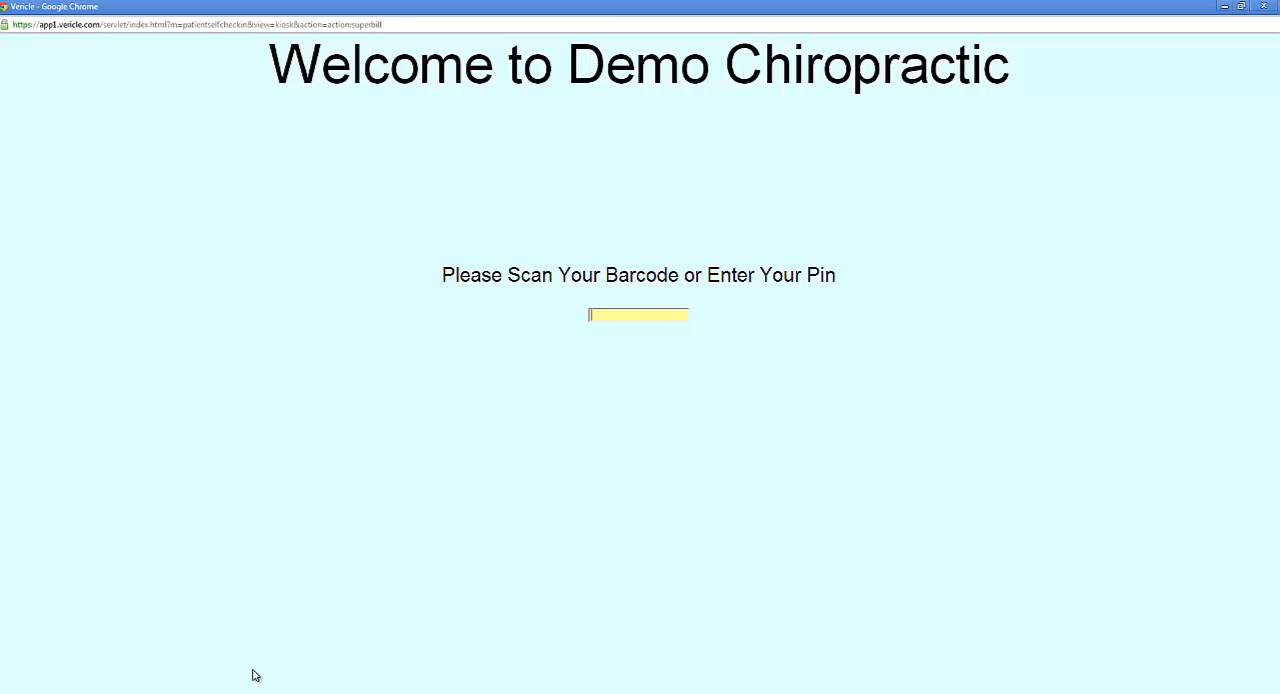 Vericle - Google Chrome
https://app1.vericle.com/servlet/index.html?m=patientselfcheckin&view=kiosk&action=action:superbill
Welcome to Demo Chiropractic
Please Scan Your Barcode or Enter Your Pin